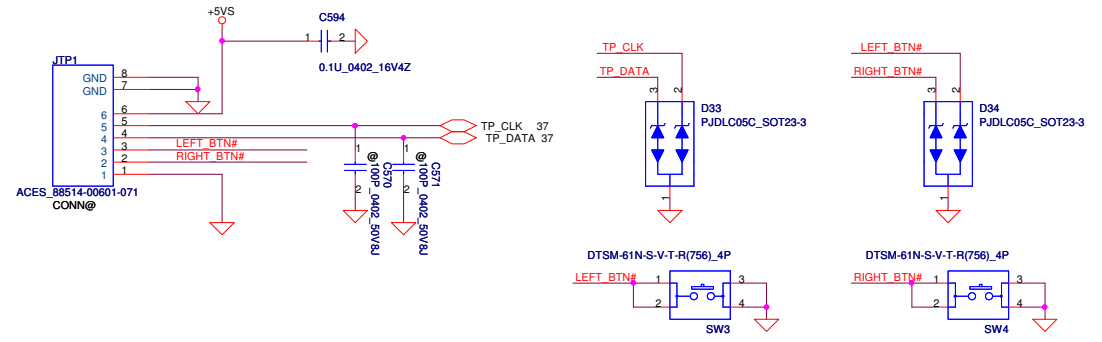 +5VS
C594
1
2
0.1U_0402_16V4Z
JTP1
GND
8
GND
7
6
6
5
5
TP_CLK 37
4
4
TP_DATA 37
3
3
LEFT_BTN#
2
2
RIGHT_BTN#
1
1
ACES_88514-00601-071
CONN@
1
2
@
100P_0402_50V8J
C570
1
2
@
100P_0402_50V8J
C571
TP_CLK
TP_DATA
3
2
D33
PJDLC05C_SOT23-3
1
LEFT_BTN#
RIGHT_BTN#
3
2
D34
PJDLC05C_SOT23-3
1
DTSM-61N-S-V-T-R(756)_4P
LEFT_BTN#
1
3
2
4
SW3
DTSM-61N-S-V-T-R(756)_4P
RIGHT_BTN#
1
3
2
4
SW4